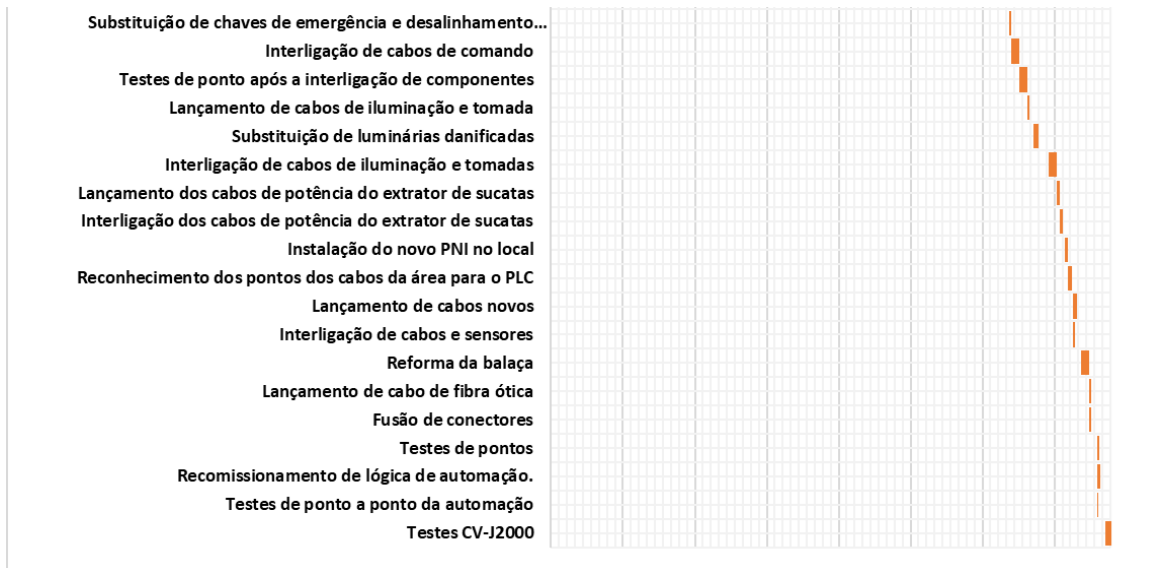 Substituição de chaves de emergência e desalinhamento...
Interligação de cabos de comando
Testes de ponto após a interligação de componentes
Lançamento de cabos de iluminação e tomada
Substituição de luminárias danificadas
Interligação de cabos de iluminação e tomadas
Lançamento dos cabos de potência do extrator de sucatas
Interligação dos cabos de potência do extrator de sucatas
Instalação do novo PNI no local
Reconhecimento dos pontos dos cabos da área para o PLC
Lançamento de cabos novos
Interligação de cabos e sensores
Reforma da balaça
Lançamento de cabo de fibra ótica
Fusão de conectores
Testes de pontos
Recomissionamento de lógica de automação.
Testes de ponto a ponto da automação
Testes CV-J2000